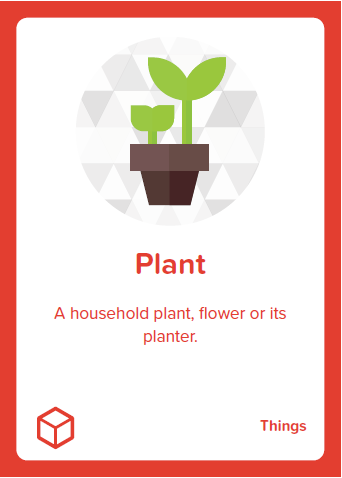 Plant
A household plant, flower or its
planter.
Things